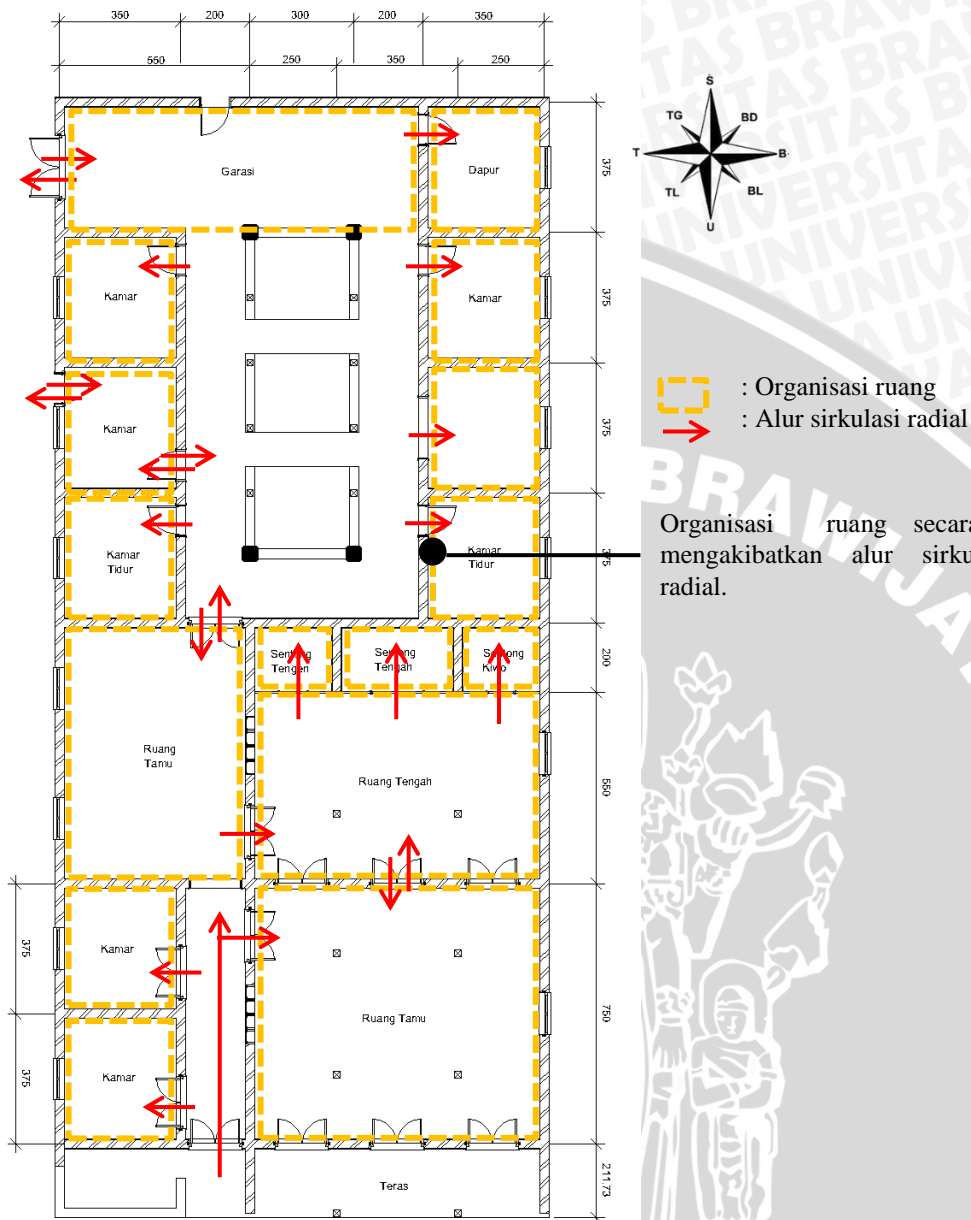 350 200 300 200 350
550 250 350 250
Garasi
Dapur
375
S
TG
BD
T
B
TL
BL
U
Kamar
Kamar
375
: Organisasi ruang
: Alur sirkulasi radial
Kamar
375
Kamar
Tidur
Kamar
Tidur
375
Organisasi ruang secara
mengakibatkan alur sirku
radial.
Sentong
Tengen
Sentong
Tengah
Sentong
Kiwo
200
Ruang
Tamu
Ruang Tengah
550
Kamar
375
Ruang Tamu
750
Kamar
375
Teras
211.73
BRAWIJA